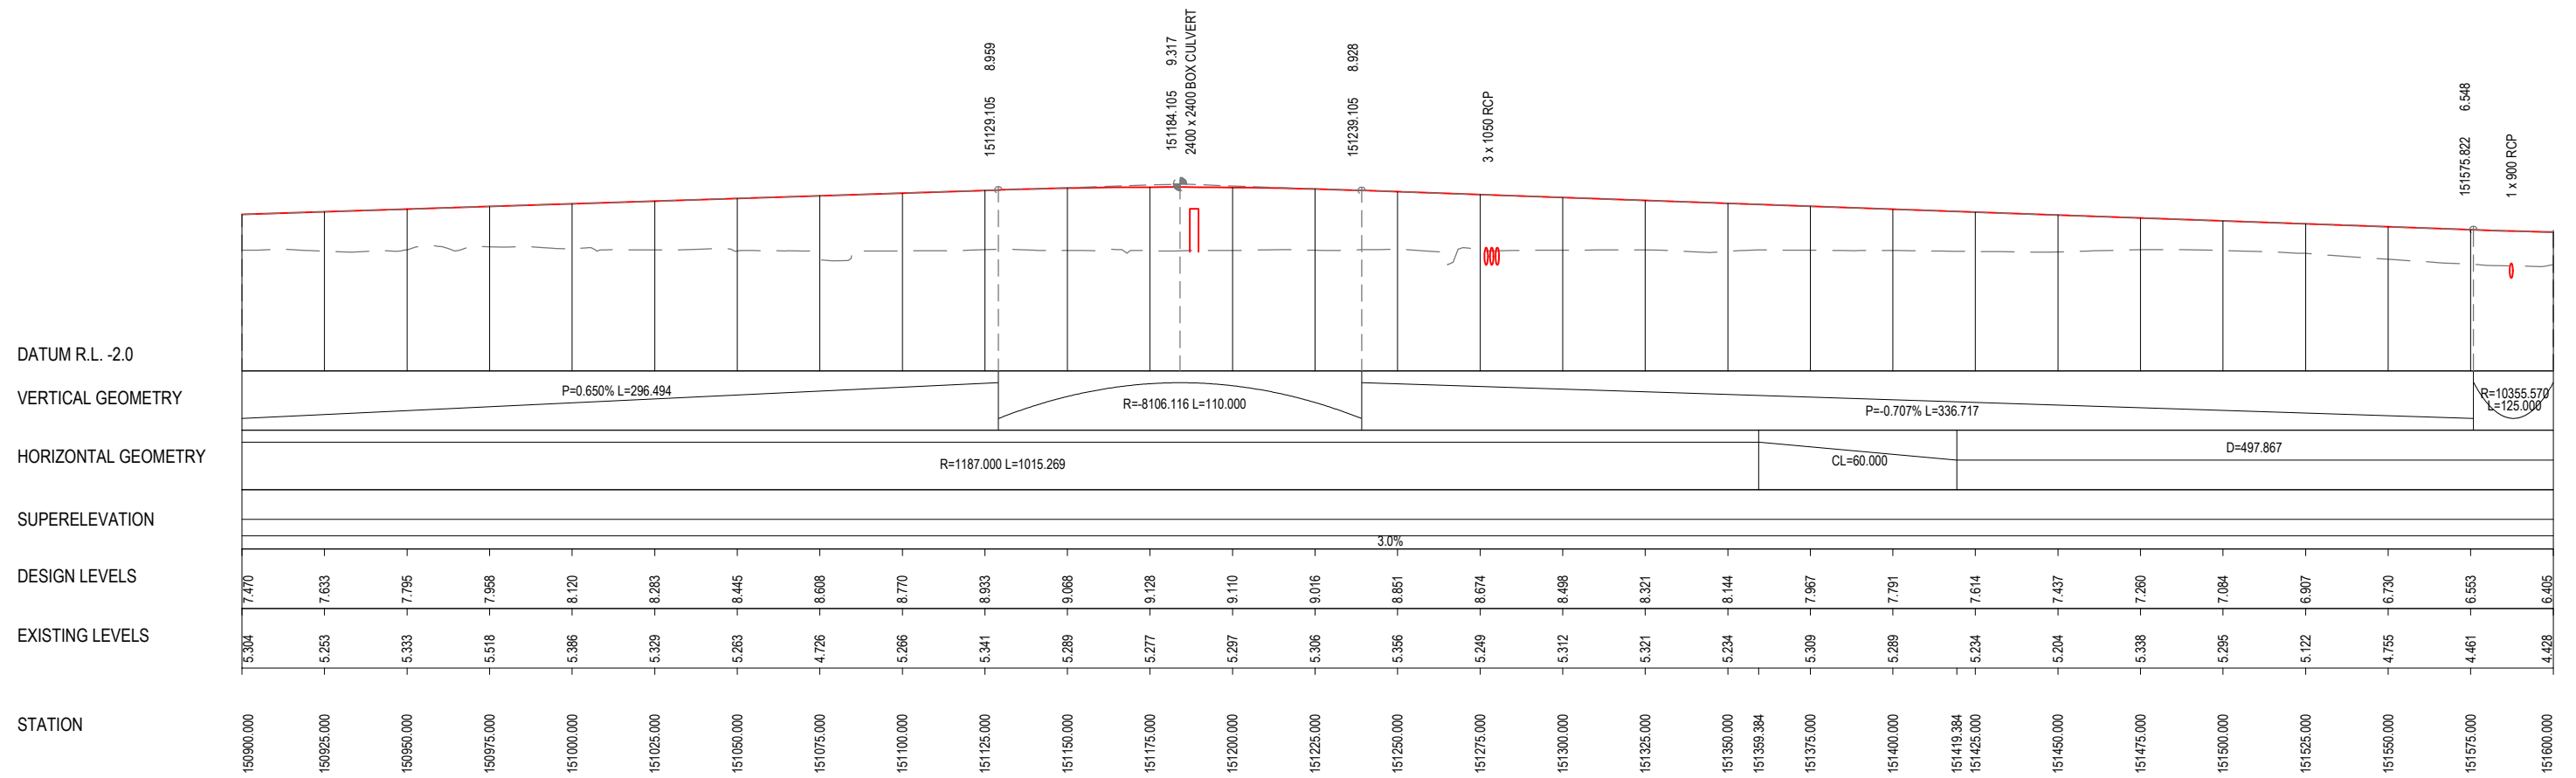 151129.105 8.959
151184.105 9.317
2400 x 2400 BOX CULVERT
151239.105 8.928
3 x 1050 RCP
151575.822 6.548
1 x 900 RCP
DATUM R.L. -2.0
VERTICAL GEOMETRY
P=0.650% L=296.494
R=-8106.116 L=110.000
P=-0.707% L=336.717
R=10355.570
L=125.000
HORIZONTAL GEOMETRY
R=1187.000 L=1015.269
CL=60.000
D=497.867
SUPERELEVATION
3.0%
DESIGN LEVELS
7.470 7.633 7.795 7.958 8.120 8.283 8.445 8.608 8.770 8.933 9.068 9.128 9.110 9.016 8.851 8.674 8.498 8.321 8.144 7.967 7.791 7.614 7.437 7.260 7.084 6.907 6.730 6.553 6.405
EXISTING LEVELS
5.304 5.253 5.333 5.518 5.386 5.329 5.263 4.726 5.266 5.341 5.289 5.277 5.297 5.306 5.356 5.249 5.312 5.321 5.234 5.309 5.289 5.234 5.204 5.338 5.295 5.122 4.755 4.461 4.428
STATION
150900.000 150925.000 150950.000 150975.000 151000.000 151025.000 151050.000 151075.000 151100.000 151125.000 151150.000 151175.000 151200.000 151225.000 151250.000 151275.000 151300.000 151325.000 151350.000 151359.384 151375.000 151400.000 151419.384 151425.000 151450.000 151475.000 151500.000 151525.000 151550.000 151575.000 151600.000